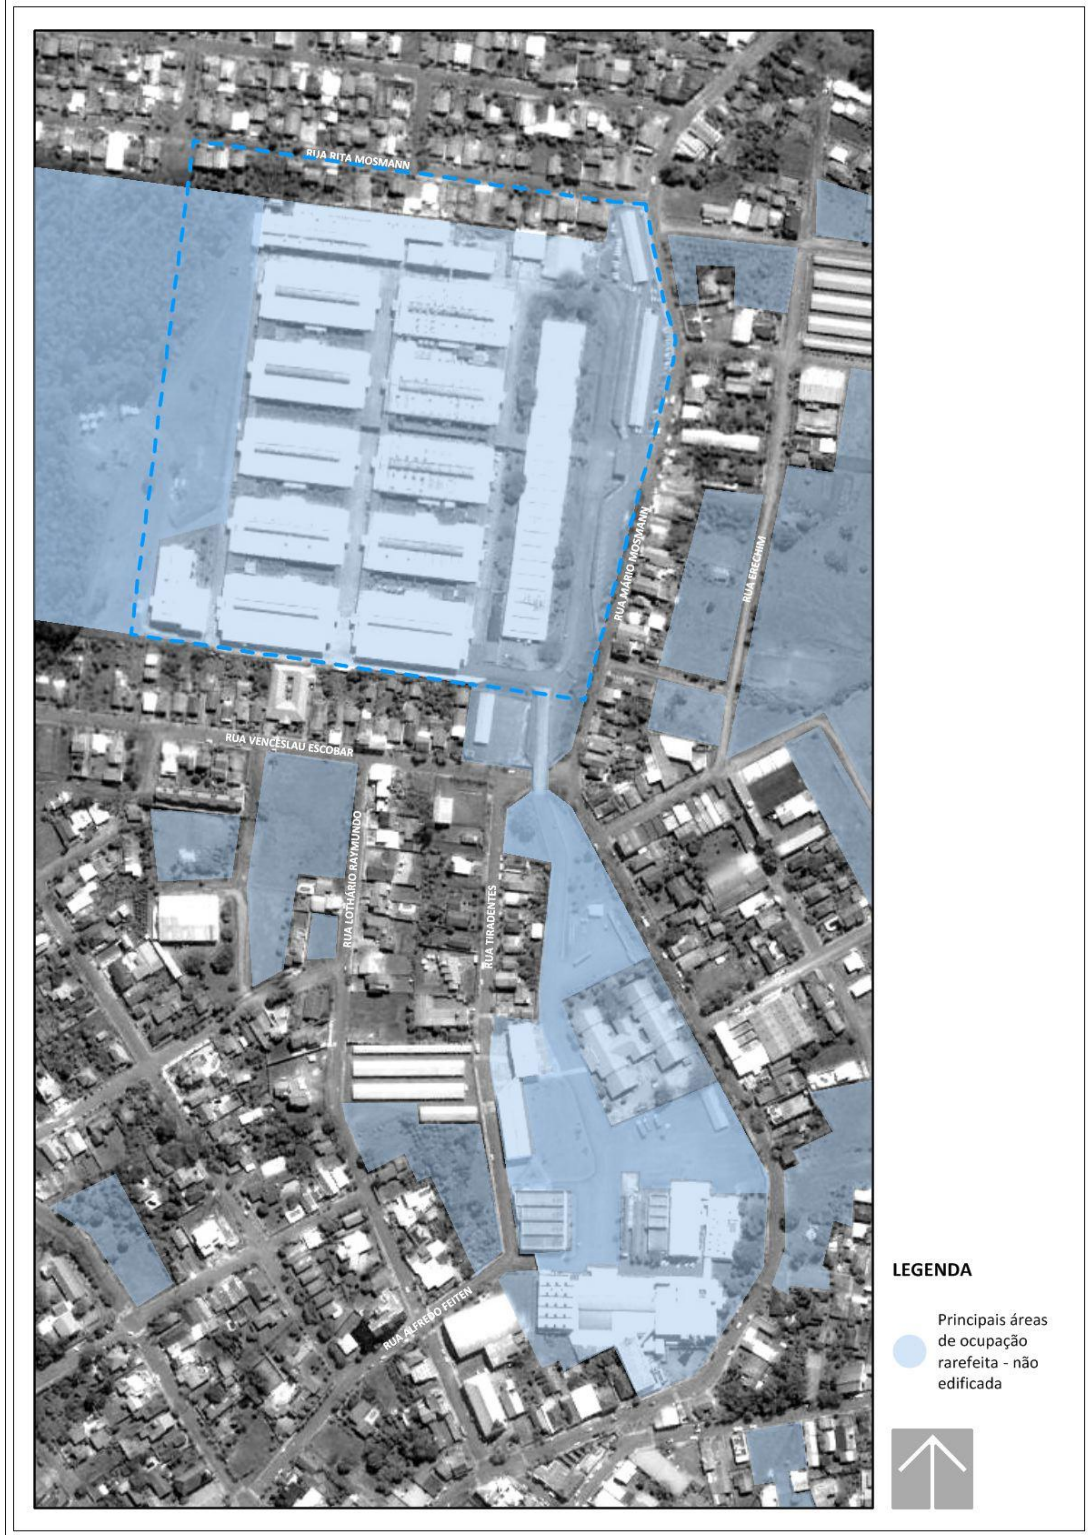 RUA RITA MOSMANN
RUA MÁRIO MOSMANN
RUA ERECHIM
RUA VENCESLAU ESCOBAR
RUA LOTHÁRIO RAYMUNDO
RUA TIRADENTES
RUA ALFREDO FEITEN
LEGENDA
Principais áreas
de ocupação
rarefeita - não
edificada